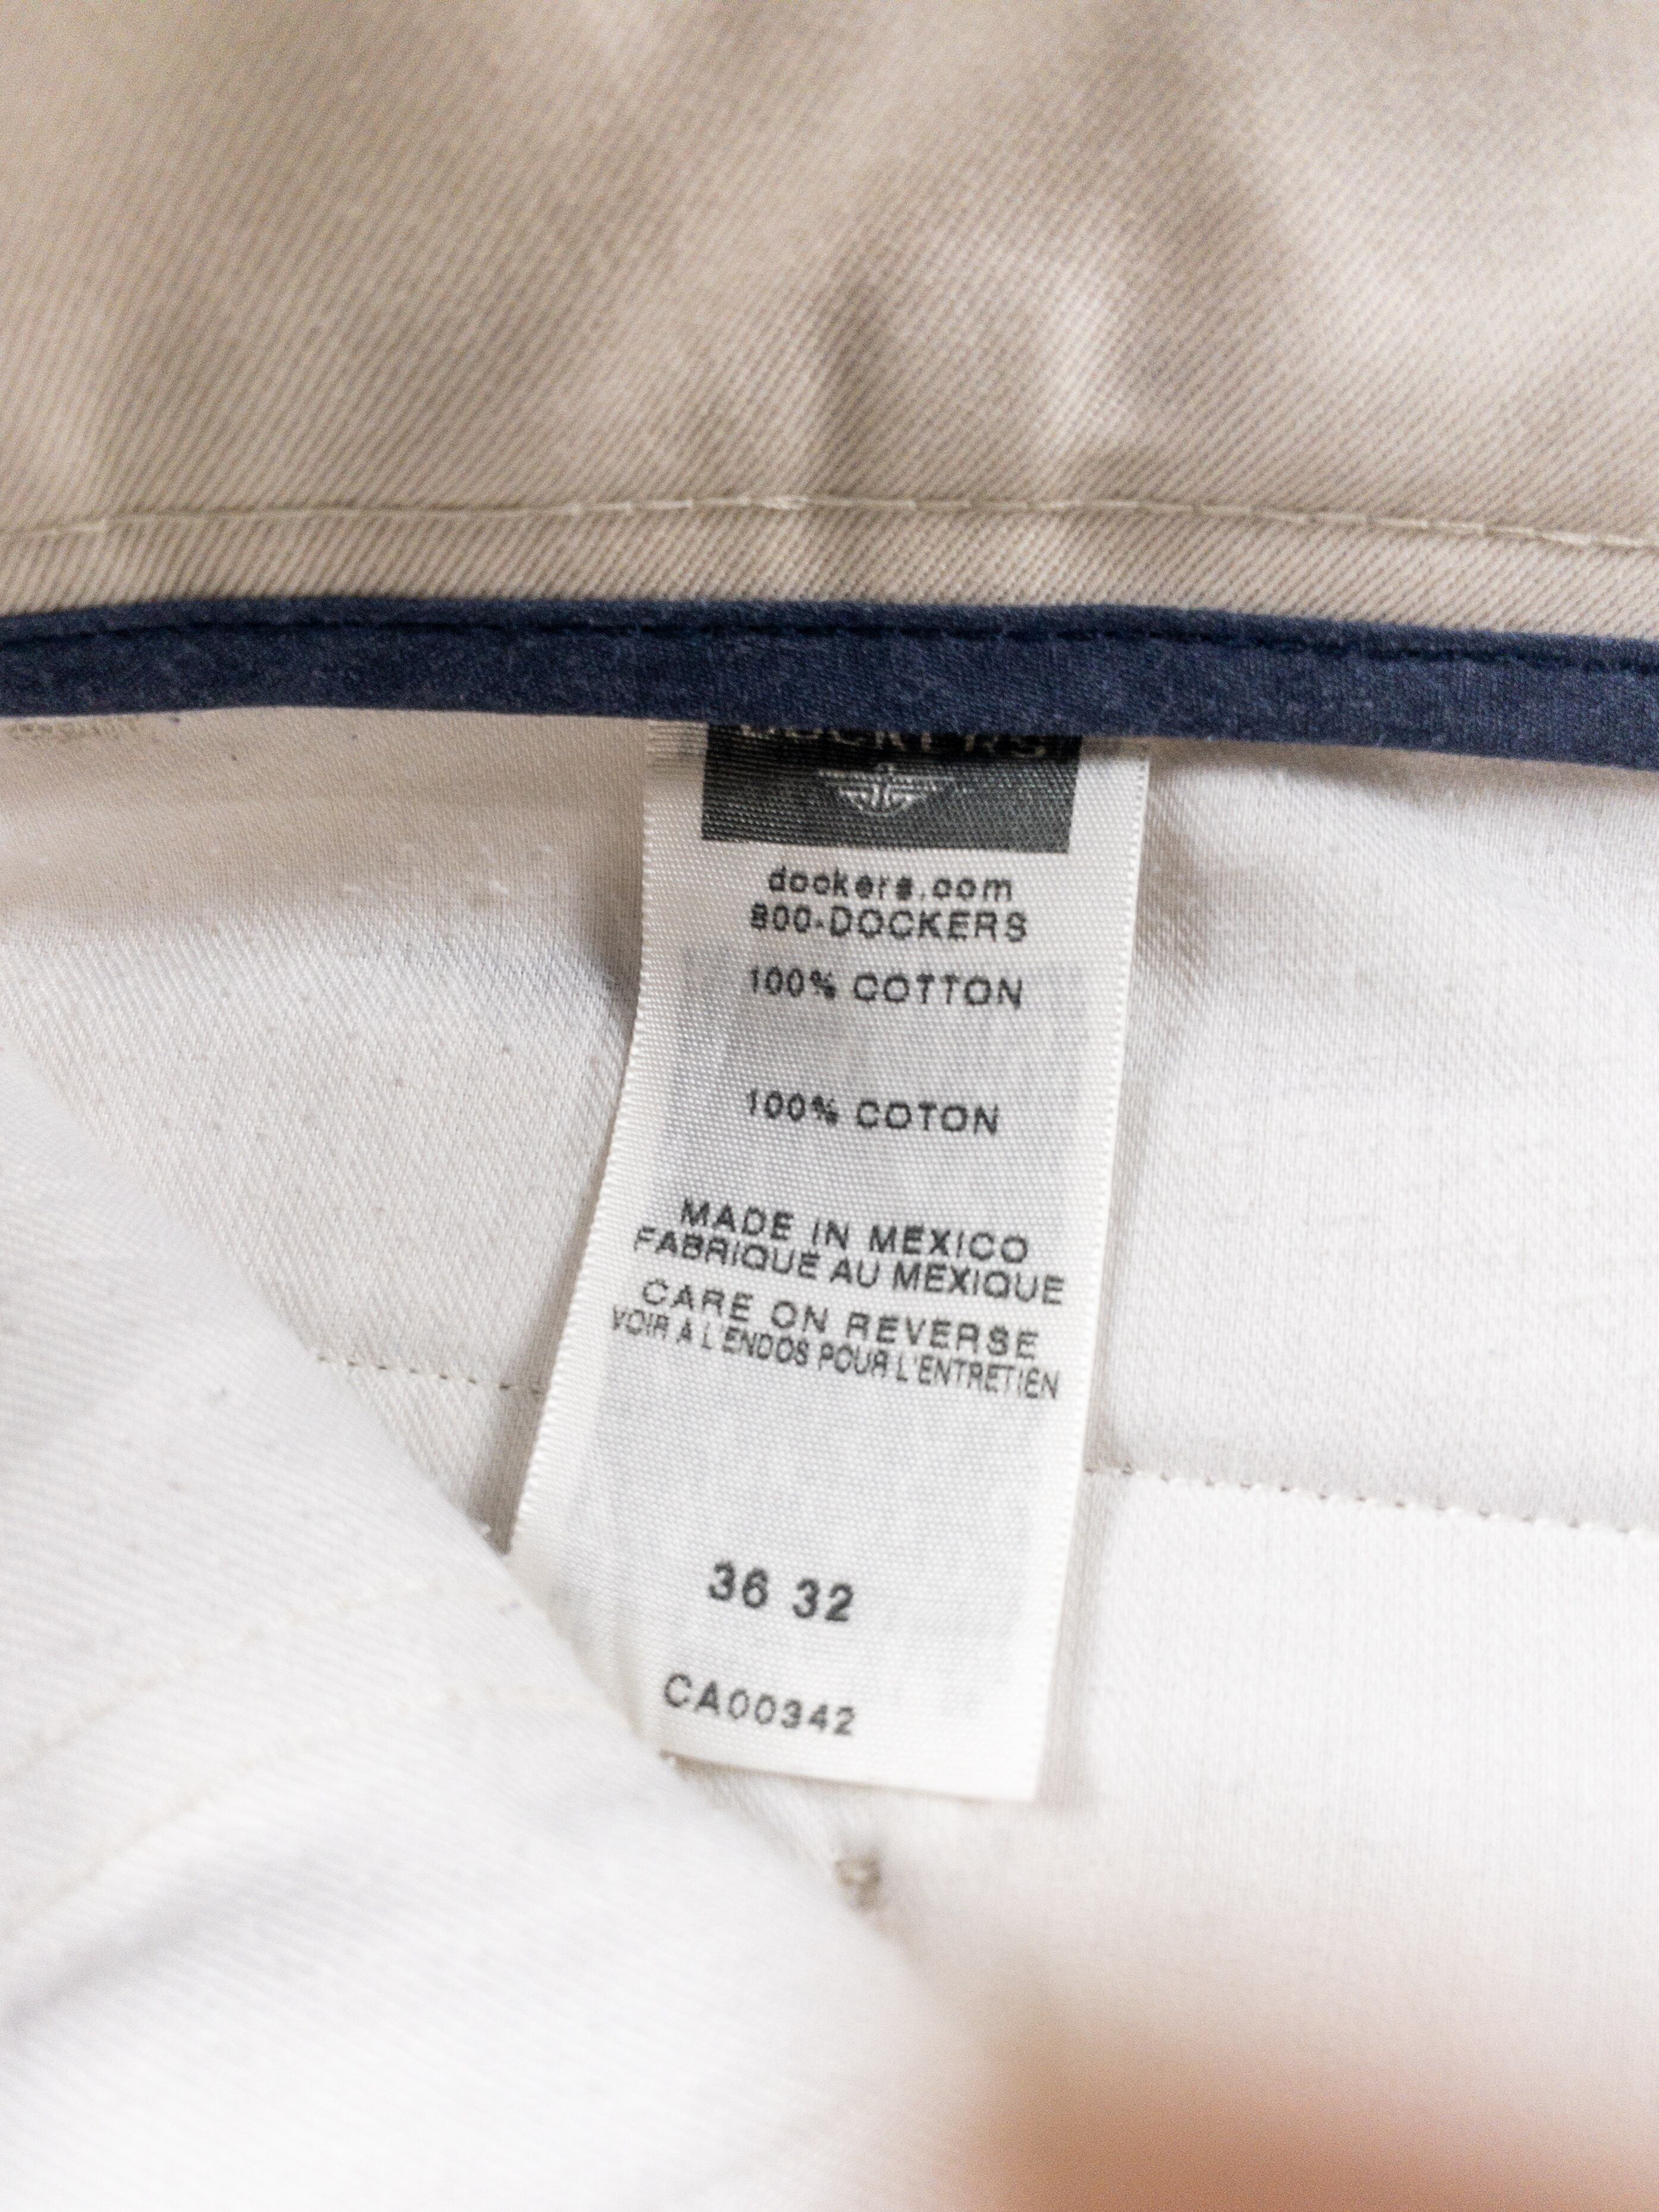 DOCKERS
dockers.com
800-DOCKERS
100% COTTON
100% COTON
MADE IN MEXICO
FABRIQUE AU MEXIQUE
CARE ON REVERSE
VOIR A L'ENDOS POUR L'ENTRETIEN
36 32
CA00342